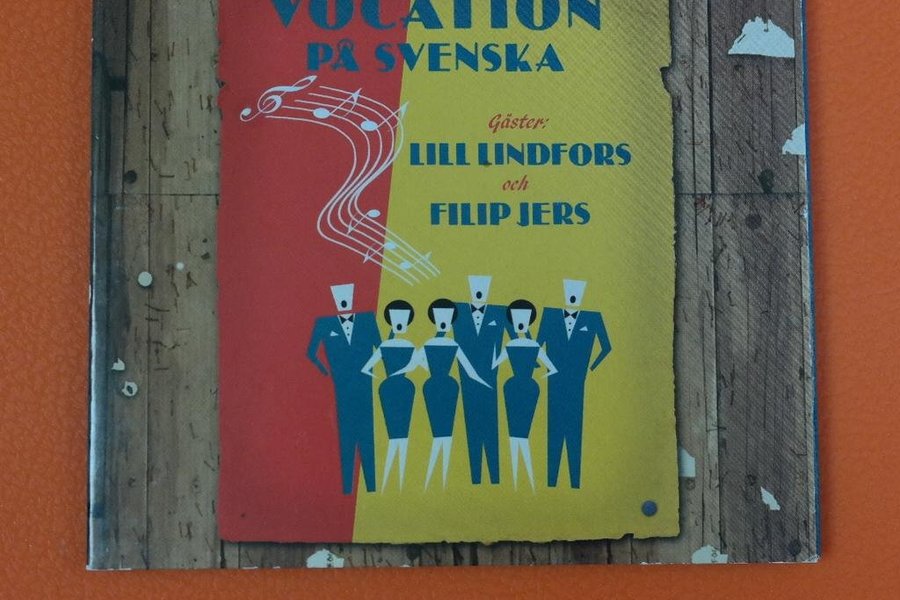 VOCATION
PÅ SVENSKA
Gäster:
LILL LINDFORS
och
FILIP JERS